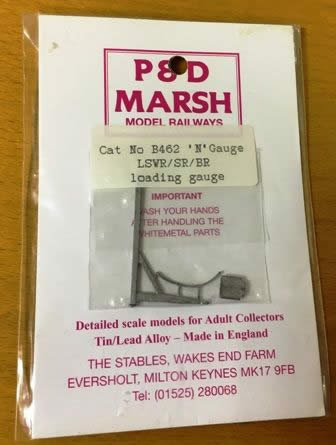 P&D
MARSH
MODEL RAILWAYS
Cat No B462 'N'Gauge
LSWR/SR/BR
loading gauge
IMPORTANT
WASH YOUR HANDS
AFTER HANDLING THE
WHITEMETAL PARTS
Detailed scale models for Adult Collectors
Tin/Lead Alloy – Made in England
THE STABLES, WAKES END FARM
EVERSHOLT, MILTON KEYNES MK17 9FB
Tel: (01525) 280068